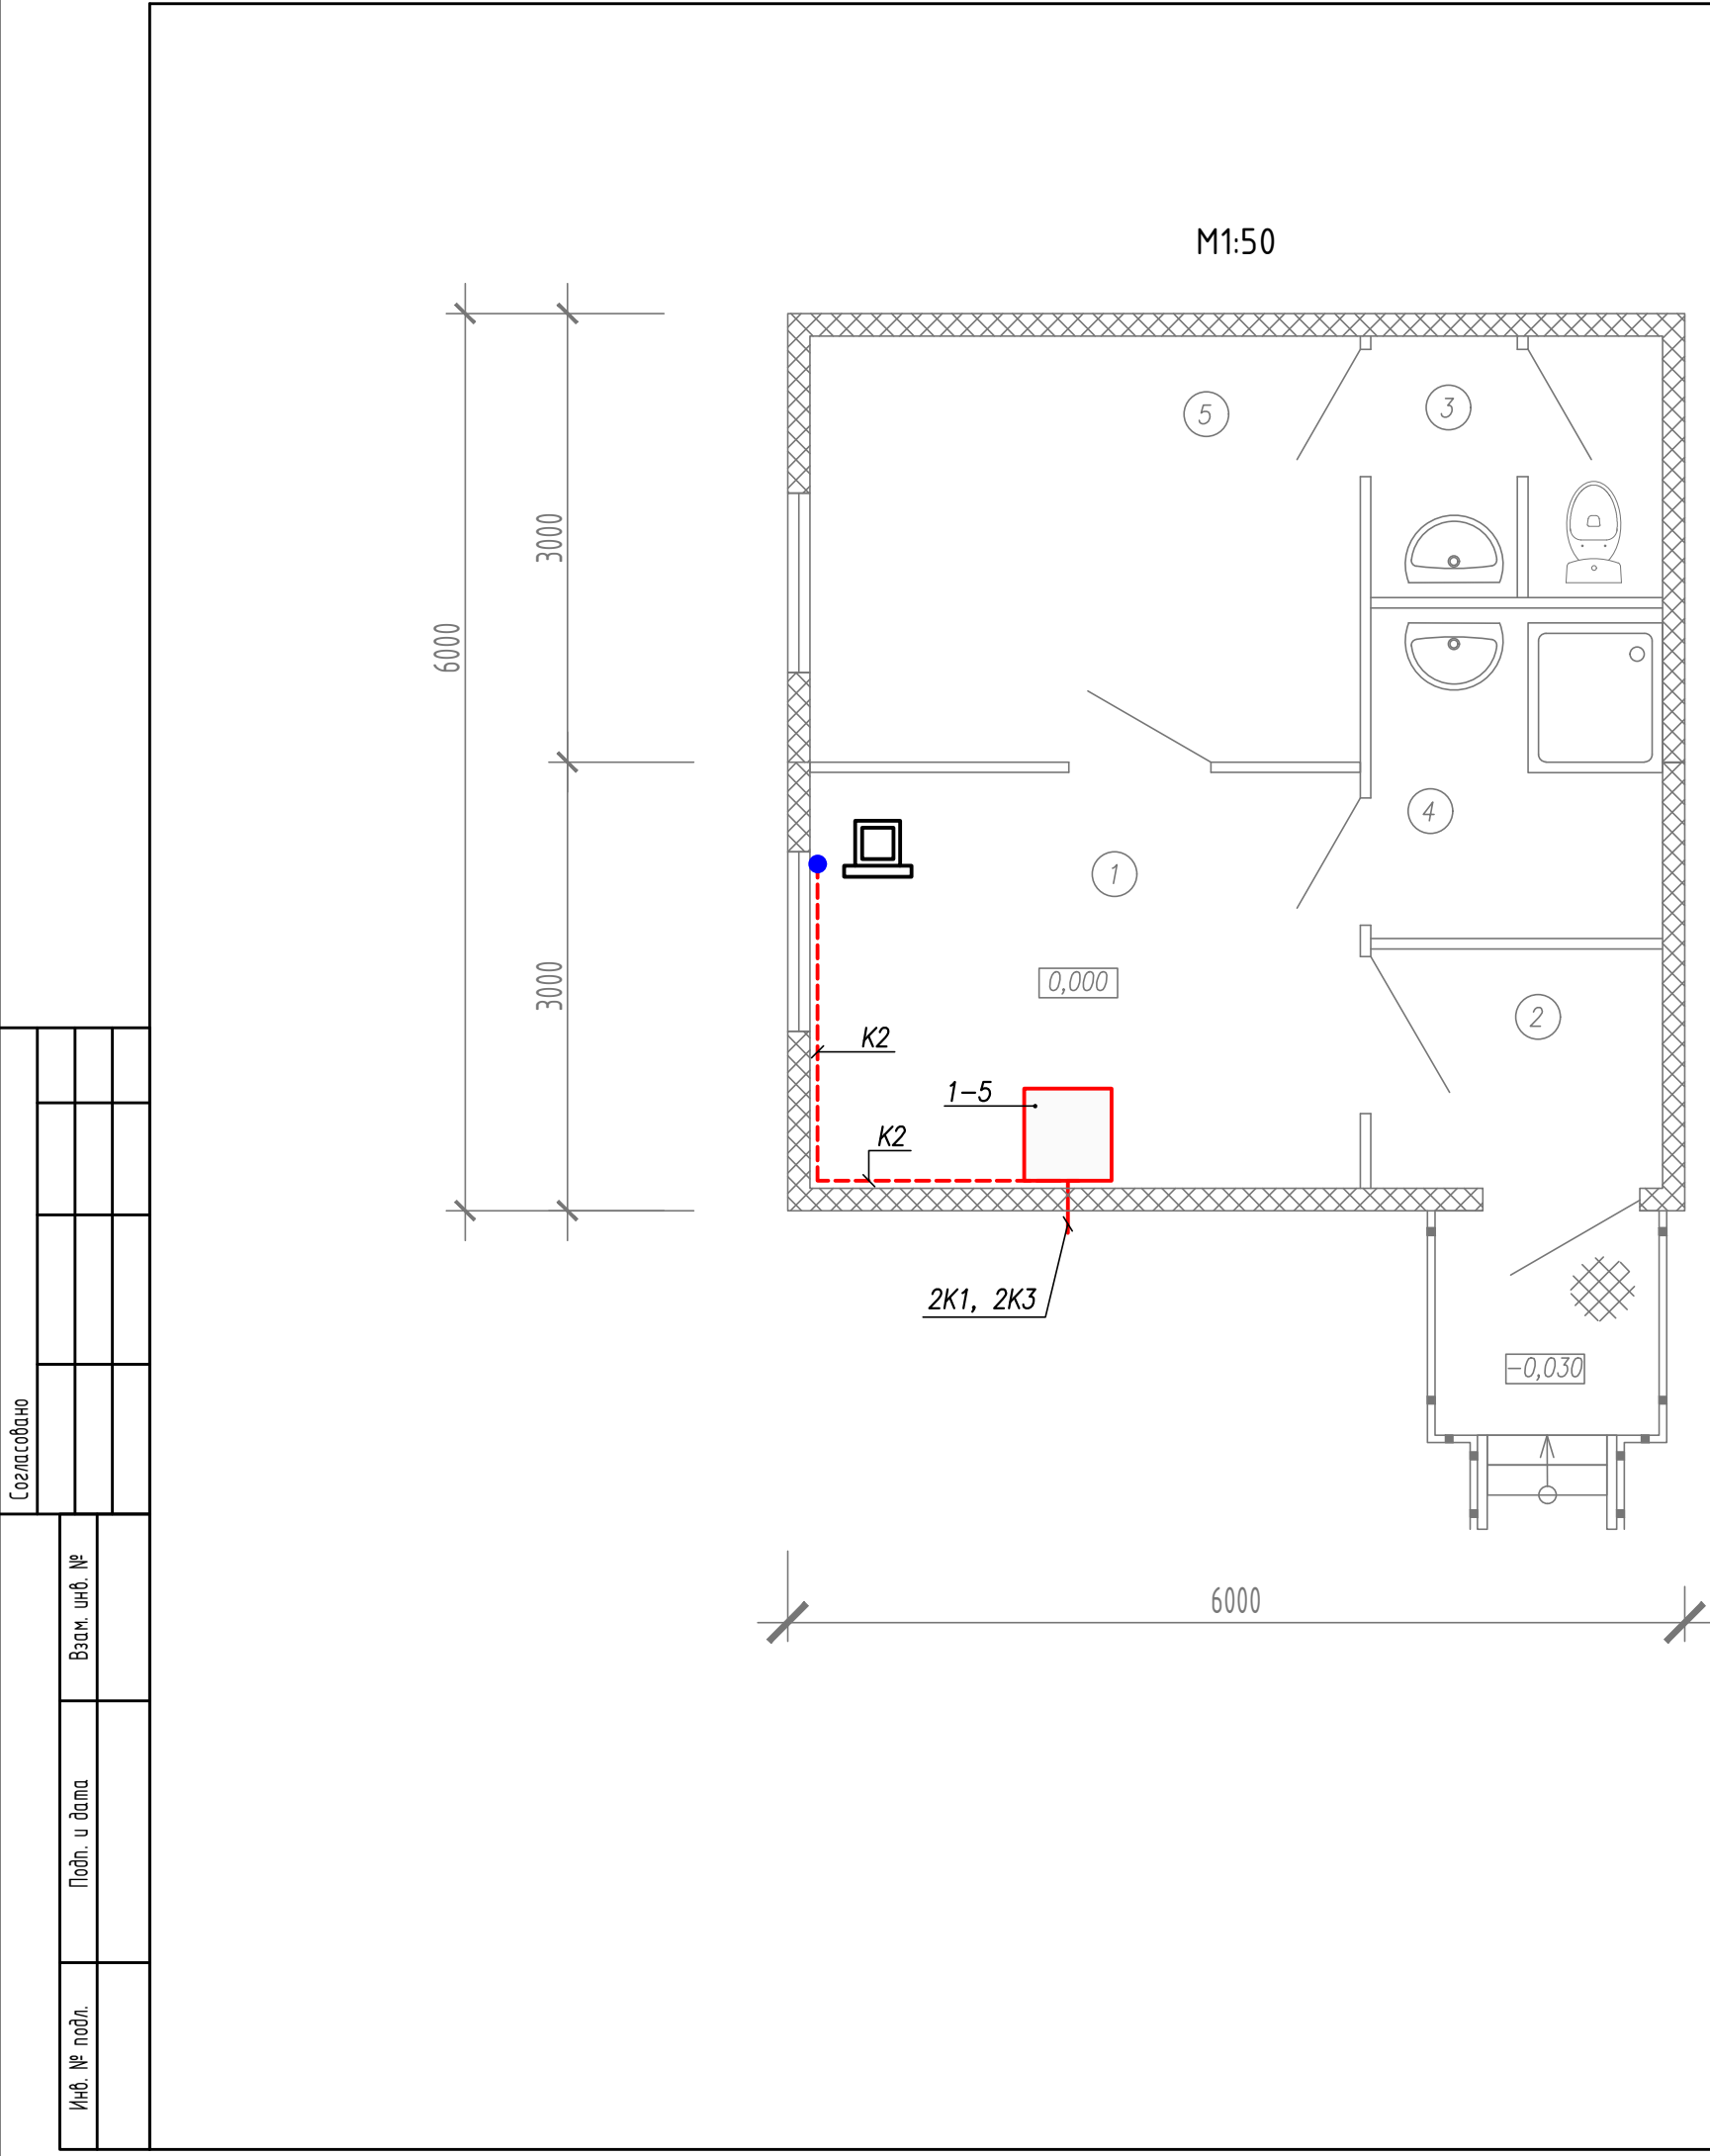 М1:50
5
3
3000
6000
4
1
0,000
3000
2
К2
1-5
К2
2К1, 2К3
-0,030
6000
Согласовано
Взам. инв. №
Подп. и дата
Инв. № подл.